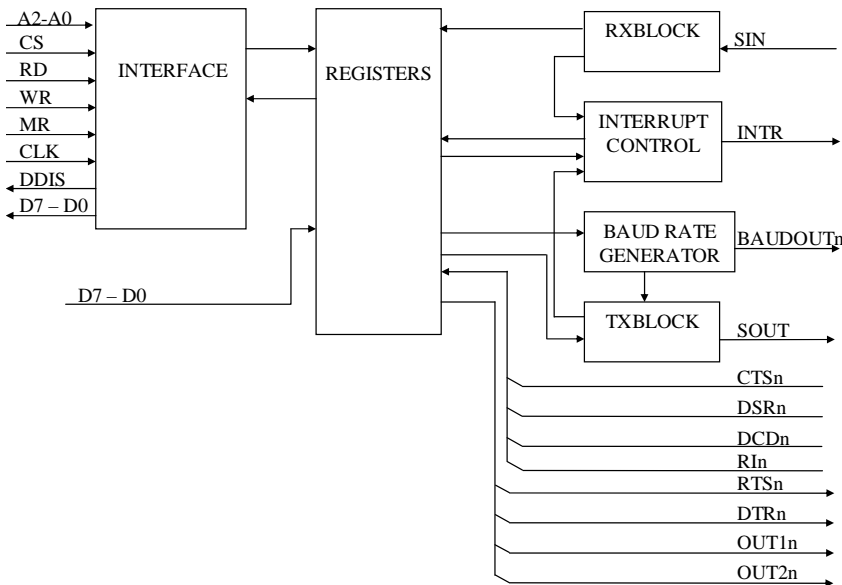 A2-A0
CS
RD
WR
MR
CLK
DDIS
D7 – D0
INTERFACE
D7 – D0
REGISTERS
RXBLOCK
SIN
INTERRUPT
CONTROL
INTR
BAUD RATE
GENERATOR
BAUDOUTn
TXBLOCK
SOUT
CTSn
DSRn
DCDn
RIn
RTSn
DTRn
OUT1n
OUT2n